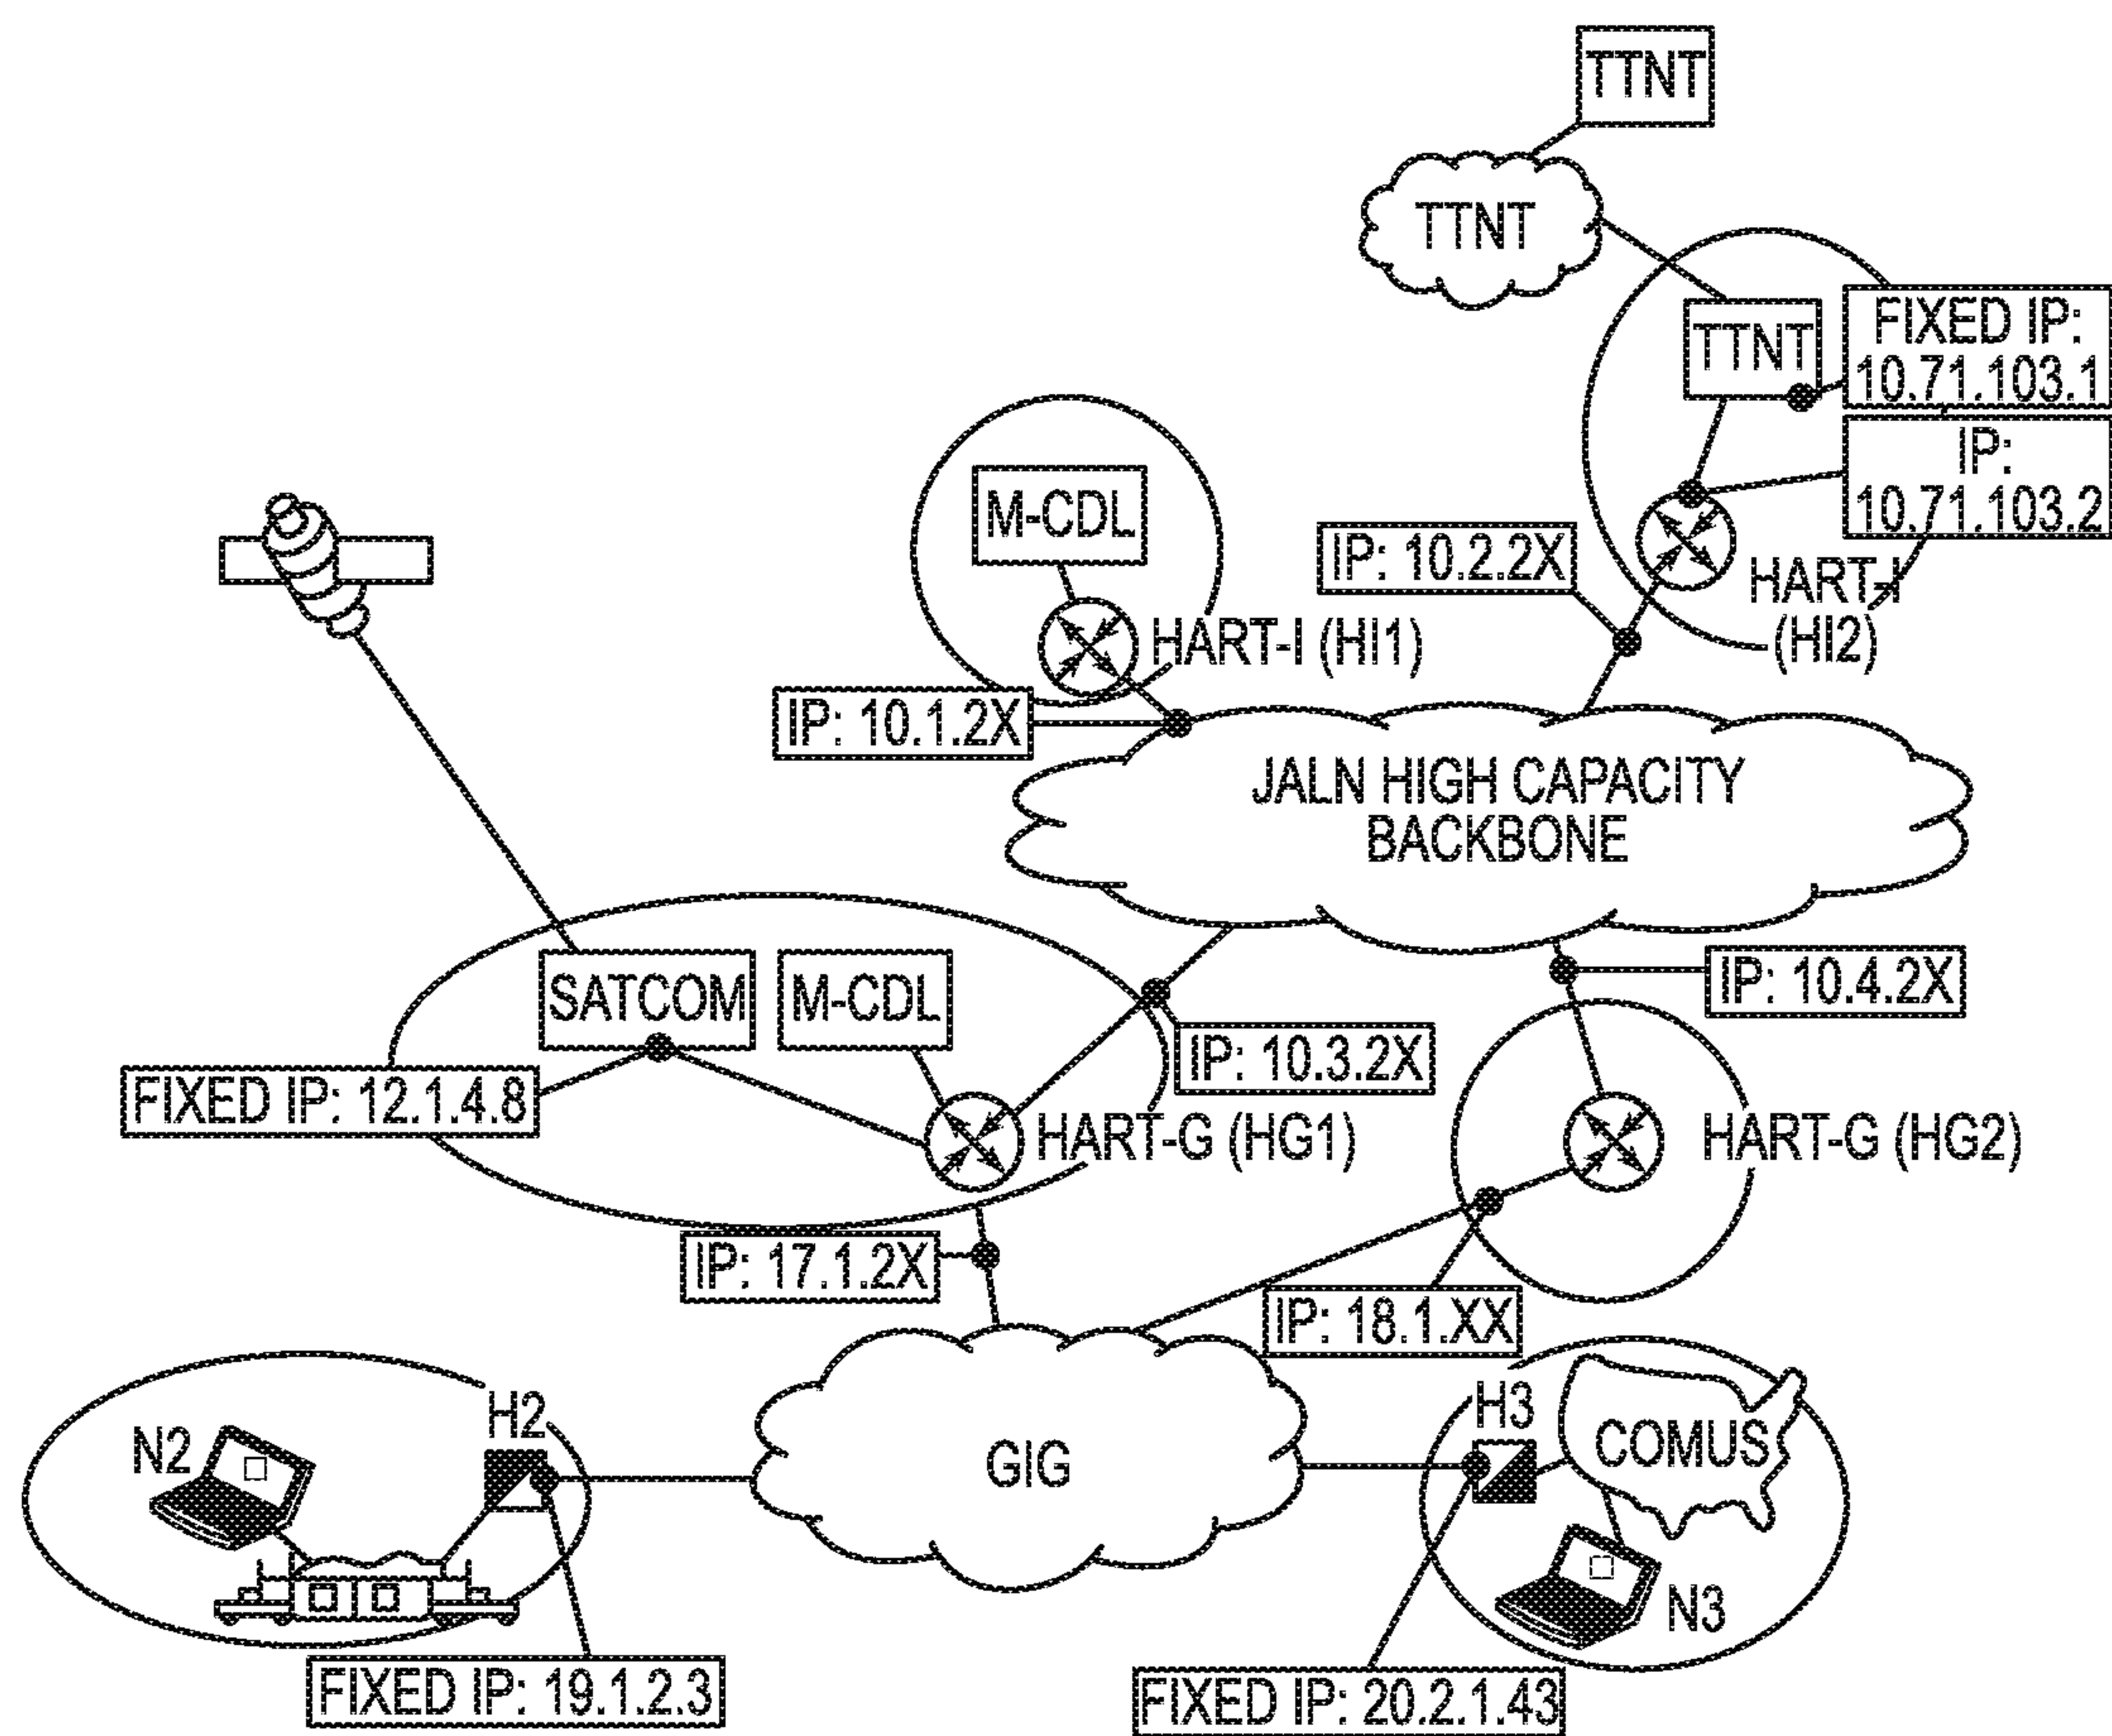 TTNT
TTNT
TTNT
FIXED IP:
10.71.103.1
IP:
10.71.103.2
M-CDL
IP: 10.2.2X
HART-I
(HI2)
HART-I (HI1)
IP: 10.1.2X
JALN HIGH CAPACITY
BACKBONE
SATCOM
M-CDL
IP: 10.4.2X
IP: 10.3.2X
FIXED IP: 12.1.4.8
HART-G (HG1)
HART-G (HG2)
IP: 17.1.2X
IP: 18.1.XX
H2
H3
N2
GIG
COMUS
N3
FIXED IP: 19.1.2.3
FIXED IP: 20.2.1.43